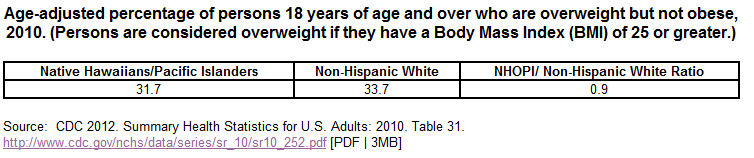 Age-adjusted percentage of persons 18 years of age and over who are overweight but not obese,
2010. (Persons are considered overweight if they have a Body Mass Index (BMI) of 25 or greater.)
Native Hawaiians/Pacific Islanders Non-Hispanic White NHOPI/ Non-Hispanic White Ratio
31.7 33.7 0.9
Source:  CDC 2012. Summary Health Statistics for U.S. Adults: 2010. Table 31.
http://www.cdc.gov/nchs/data/series/sr_10/sr10_252.pdf [PDF | 3MB]